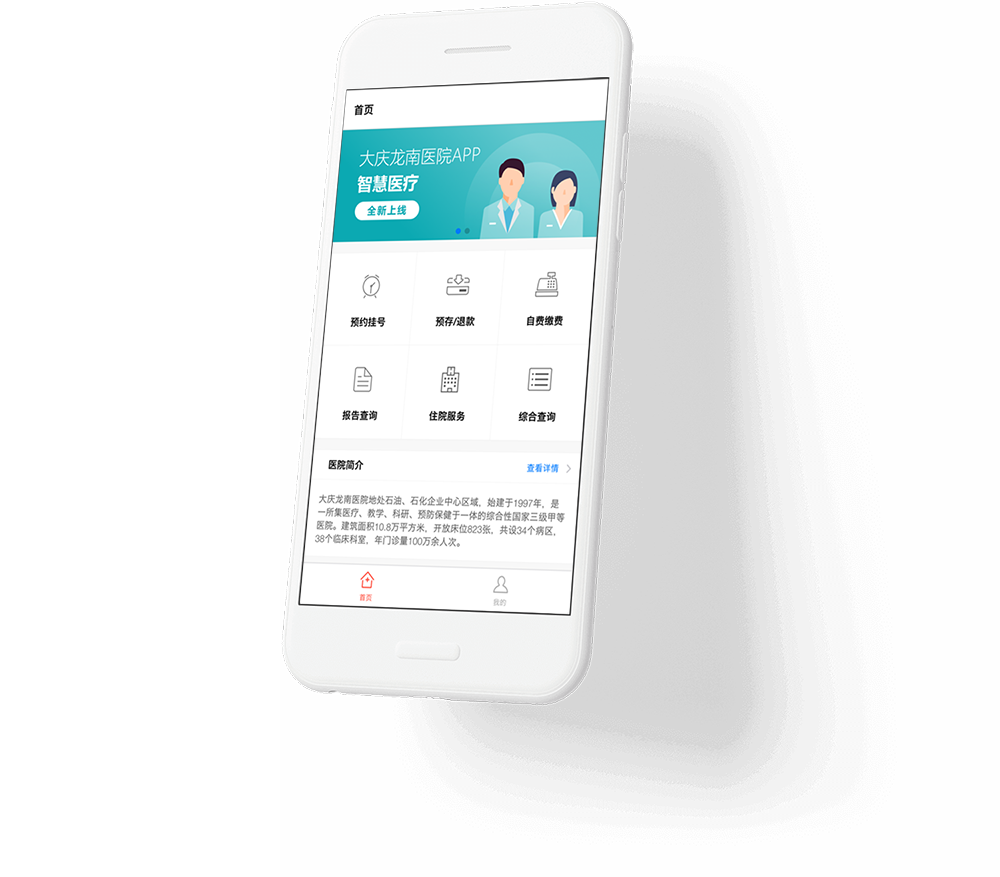 首页
大庆龙南医院APP
智慧医疗
全新上线
预约挂号
预存/退款
自费缴费
报告查询
住院服务
综合查询
医院简介
查看详情
大庆龙南医院地处石油、石化企业中心区域，始建于1997年，是
一所集医疗、教学、科研、预防保健于一体的综合性国家三级甲等
医院。建筑面积10.8万平方米，开放床位823张，共设34个病区，
38个临床科室，年门诊量100万余人次。
首页
我的